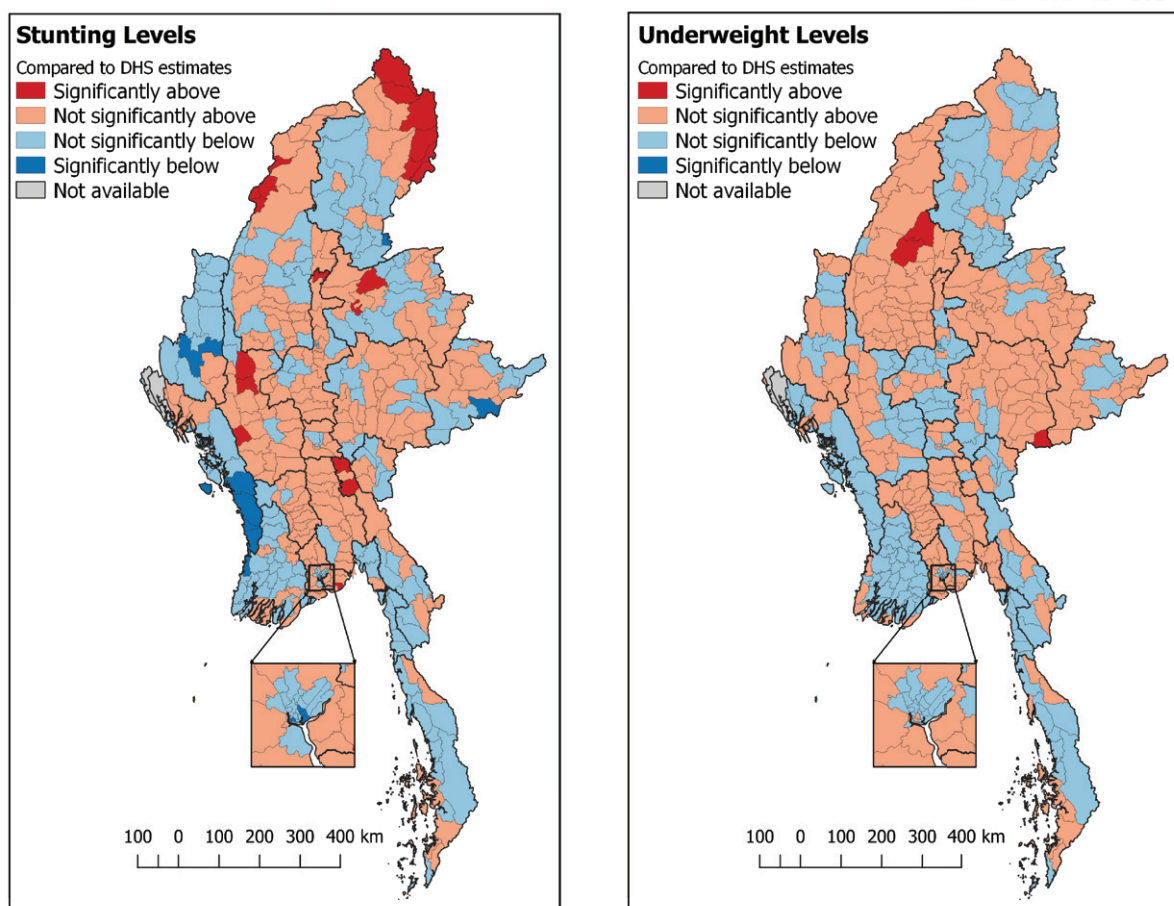 Stunting Levels
Compared to DHS estimates
Significantly above
Not significantly above
Not significantly below
Significantly below
Not available
100 0 100 200 300 400 km
Underweight Levels
Compared to DHS estimates
Significantly above
Not significantly above
Not significantly below
Significantly below
Not available
100 0 100 200 300 400 km